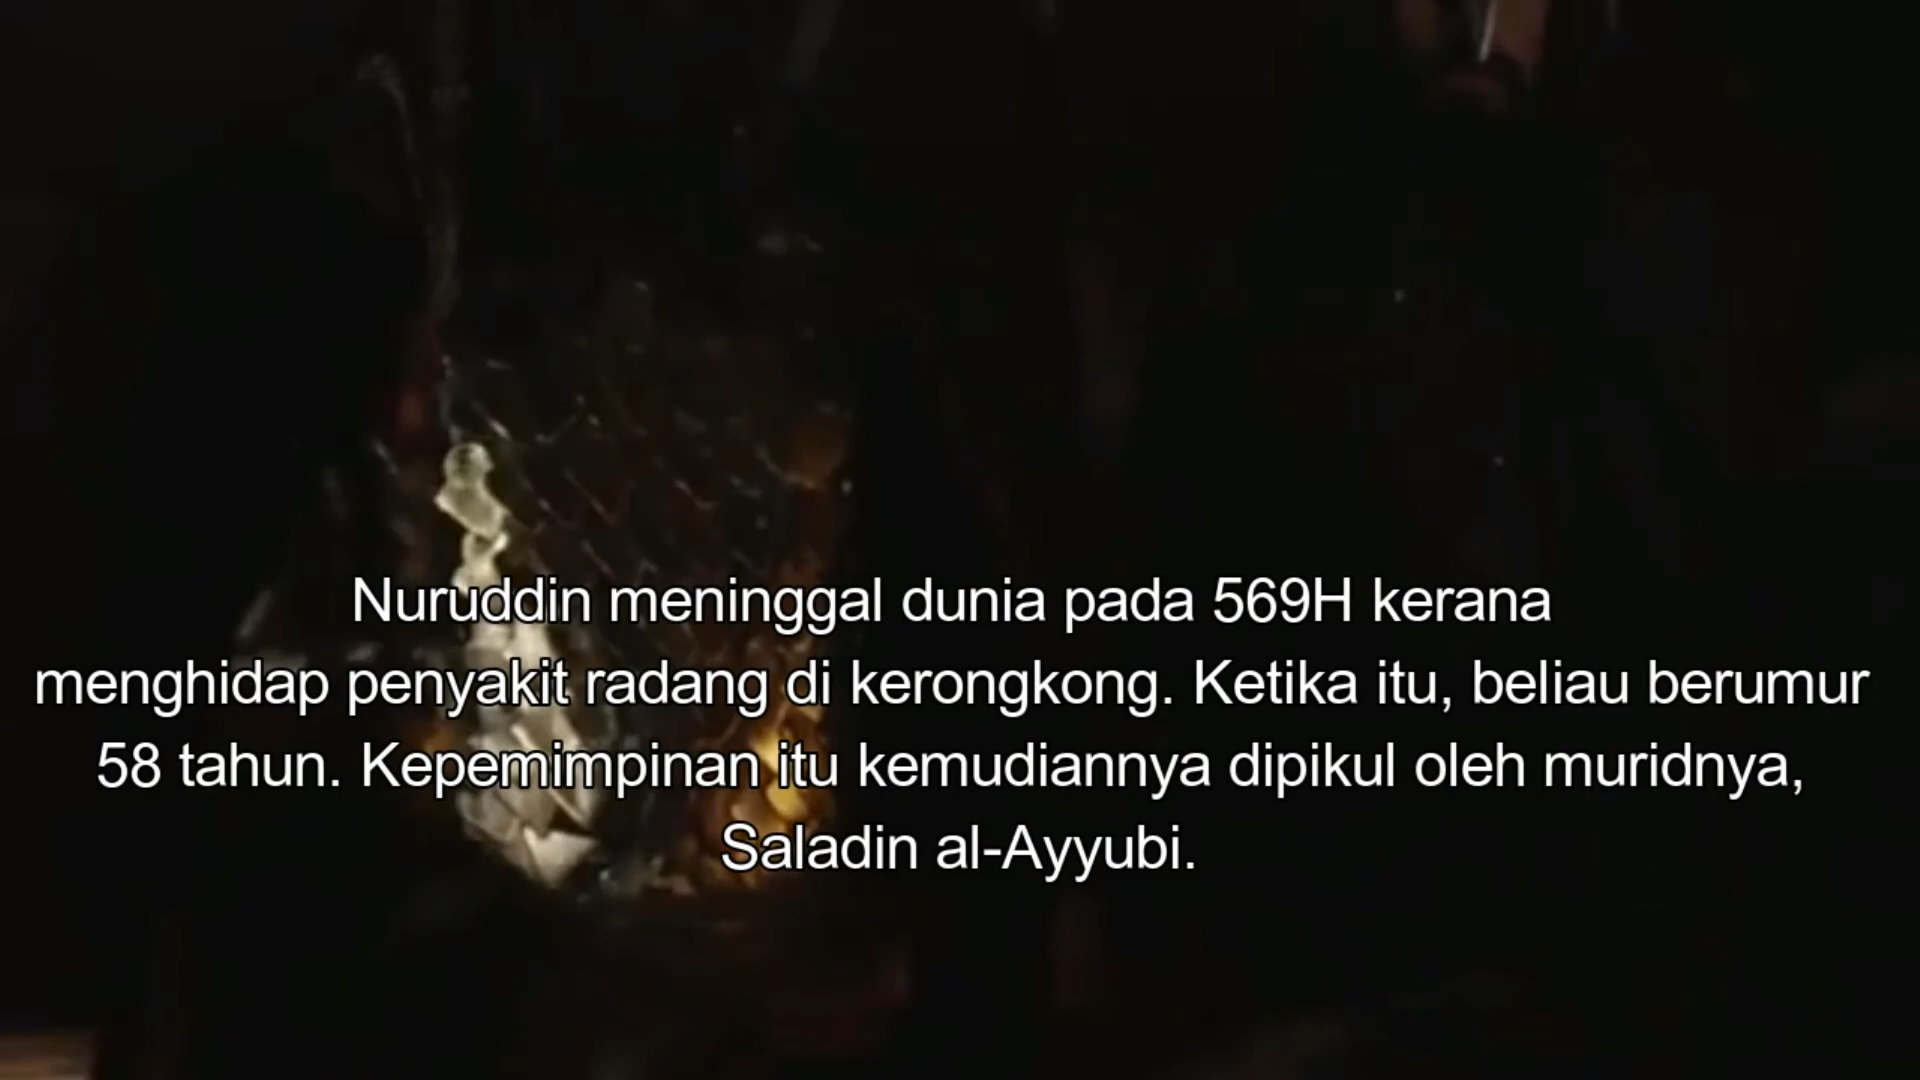 Nuruddin meninggal dunia pada 569H kerana
menghidap penyakit radang di kerongkong. Ketika itu, beliau berumur
58 tahun. Kepemimpinan itu kemudiannya dipikul oleh muridnya,
Saladin al-Ayyubi.